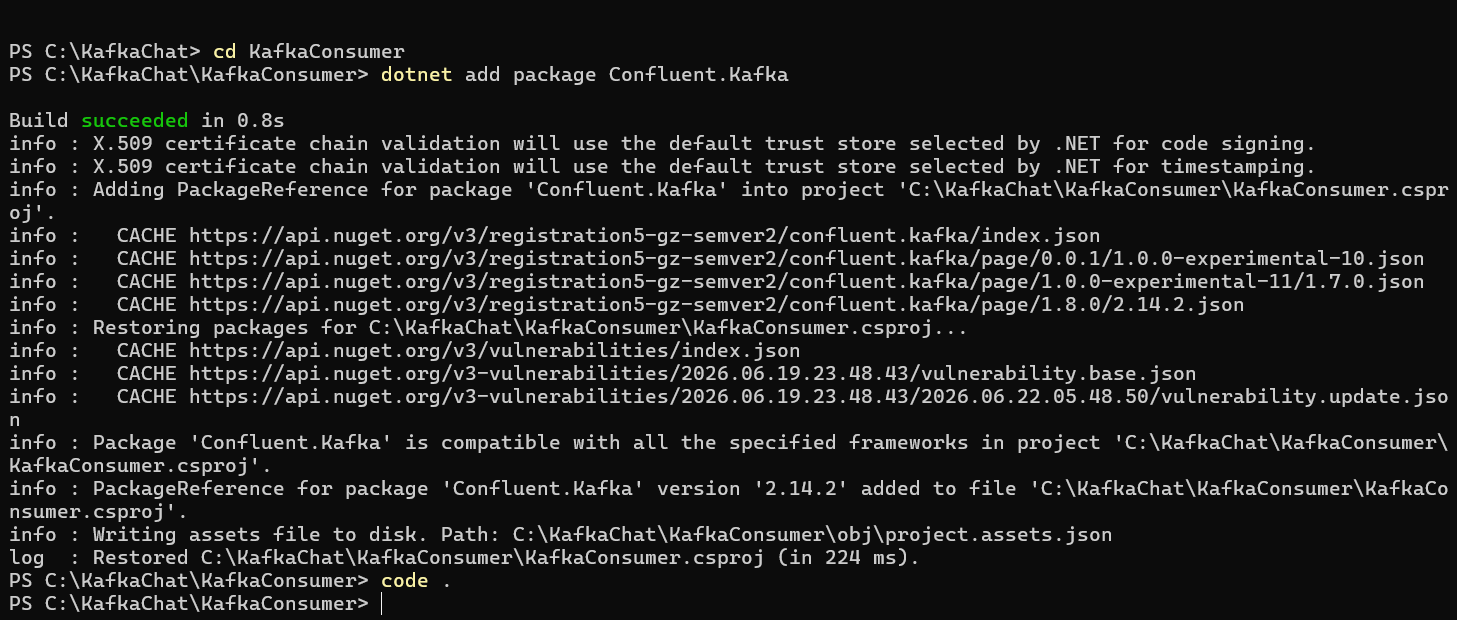 PS C:\KafkaChat> cd KafkaConsumer
PS C:\KafkaChat\KafkaConsumer> dotnet add package Confluent.Kafka
Build succeeded in 0.8s
info : X.509 certificate chain validation will use the default trust store selected by .NET for code signing.
info : X.509 certificate chain validation will use the default trust store selected by .NET for timestamping.
info : Adding PackageReference for package 'Confluent.Kafka' into project 'C:\KafkaChat\KafkaConsumer\KafkaConsumer.cspr
oj'.
info :   CACHE https://api.nuget.org/v3/registration5-gz-semver2/confluent.kafka/index.json
info :   CACHE https://api.nuget.org/v3/registration5-gz-semver2/confluent.kafka/page/0.0.1/1.0.0-experimental-10.json
info :   CACHE https://api.nuget.org/v3/registration5-gz-semver2/confluent.kafka/page/1.0.0-experimental-11/1.7.0.json
info :   CACHE https://api.nuget.org/v3/registration5-gz-semver2/confluent.kafka/page/1.8.0/2.14.2.json
info : Restoring packages for C:\KafkaChat\KafkaConsumer\KafkaConsumer.csproj...
info :   CACHE https://api.nuget.org/v3/vulnerabilities/index.json
info :   CACHE https://api.nuget.org/v3-vulnerabilities/2026.06.19.23.48.43/vulnerability.base.json
info :   CACHE https://api.nuget.org/v3-vulnerabilities/2026.06.19.23.48.43/2026.06.22.05.48.50/vulnerability.update.jso
n
info : Package 'Confluent.Kafka' is compatible with all the specified frameworks in project 'C:\KafkaChat\KafkaConsumer\
KafkaConsumer.csproj'.
info : PackageReference for package 'Confluent.Kafka' version '2.14.2' added to file 'C:\KafkaChat\KafkaConsumer\KafkaCo
nsumer.csproj'.
info : Writing assets file to disk. Path: C:\KafkaChat\KafkaConsumer\obj\project.assets.json
log  : Restored C:\KafkaChat\KafkaConsumer\KafkaConsumer.csproj (in 224 ms).
PS C:\KafkaChat\KafkaConsumer> code .
PS C:\KafkaChat\KafkaConsumer>